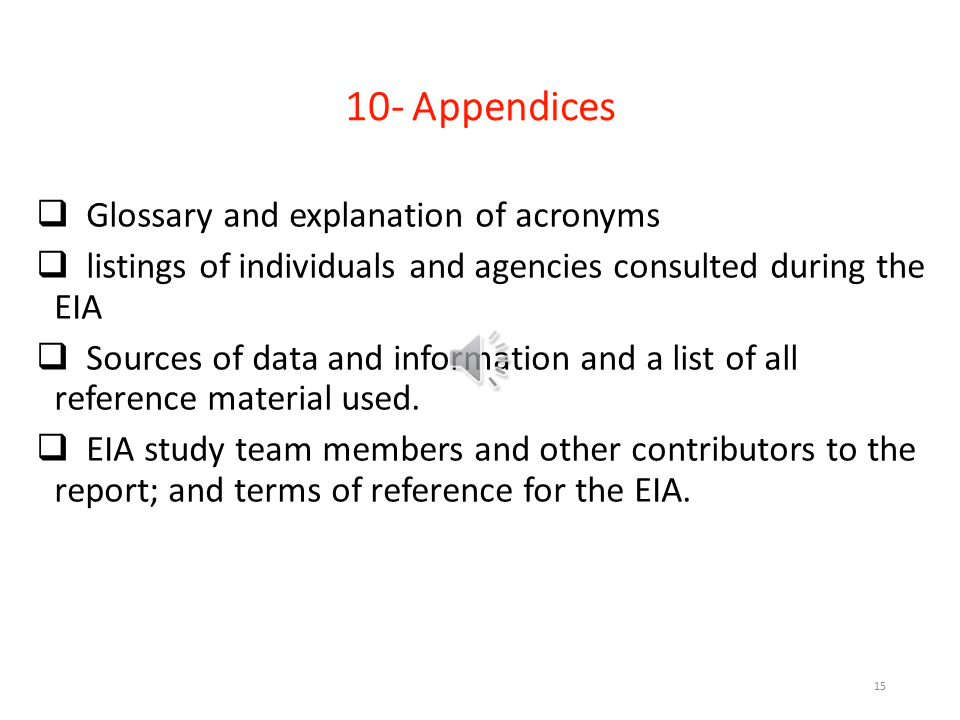 10- Appendices
❑ Glossary and explanation of acronyms
❑ listings of individuals and agencies consulted during the
EIA
❑ Sources of data and information and a list of all
reference material used.
❑ EIA study team members and other contributors to the
report; and terms of reference for the EIA.
15